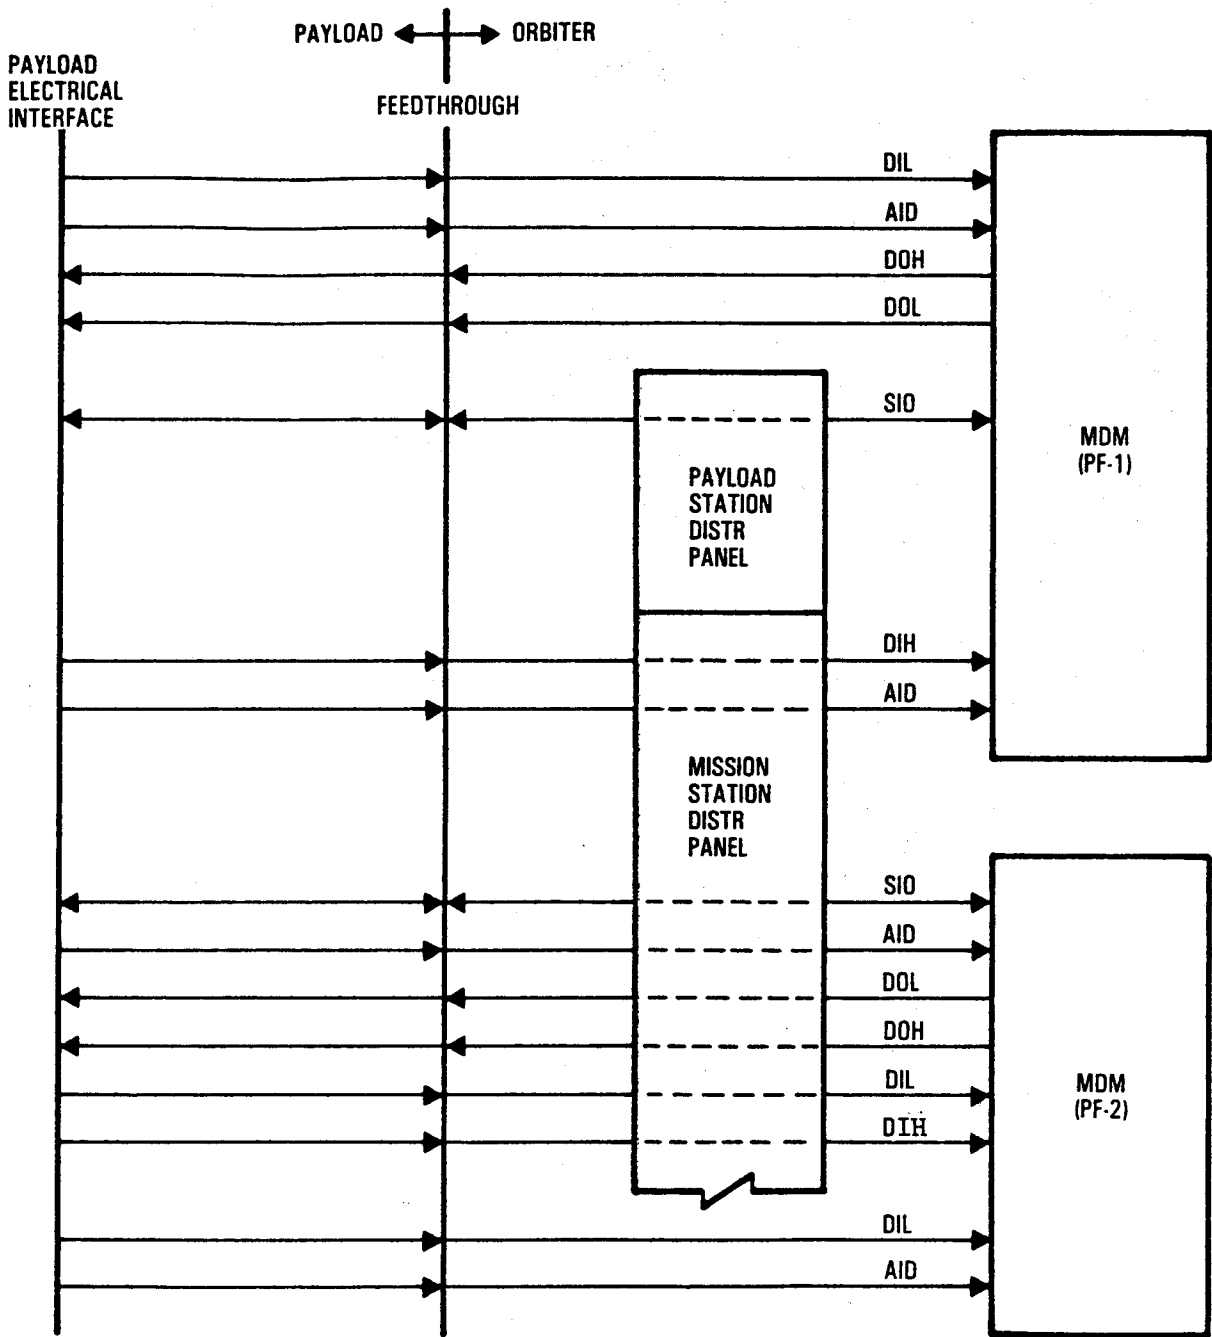 PAYLOAD ORBITER
PAYLOAD
ELECTRICAL
INTERFACE
FEEDTHROUGH
DIL
AID
DOH
DOL
SIO
MDM
(PF-1)
PAYLOAD
STATION
DISTR
PANEL
DIH
AID
MISSION
STATION
DISTR
PANEL
SIO
AID
DOL
DOH
DIL
DIH
MDM
(PF-2)
DIL
AID